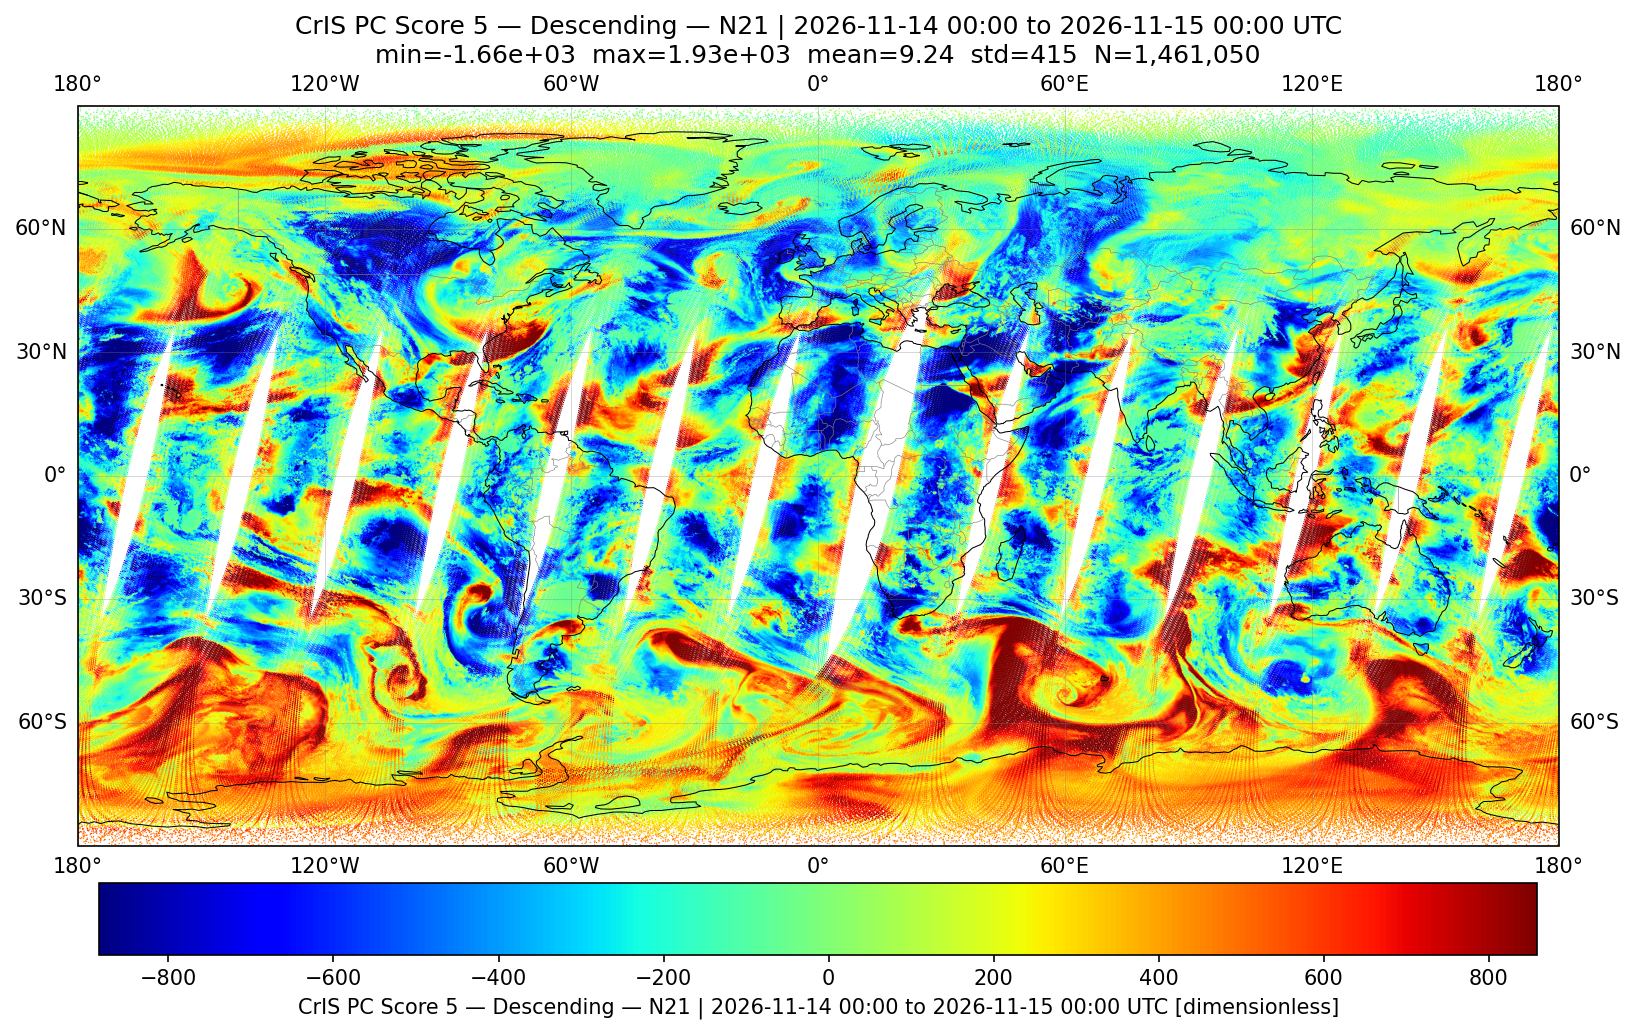 CrIS PC Score 5 — Descending — N21 | 2026-11-14 00:00 to 2026-11-15 00:00 UTC
min=-1.66e+03 max=1.93e+03 mean=9.24 std=415 N=1,461,050
180° 120°W 60°W 0° 60°E 120°E 180°
60°N 60°N
30°N 30°N
0° 0°
30°S 30°S
60°S 60°S
180° 120°W 60°W 0° 60°E 120°E 180°
−800 −600 −400 −200 0 200 400 600 800
CrIS PC Score 5 — Descending — N21 | 2026-11-14 00:00 to 2026-11-15 00:00 UTC [dimensionless]